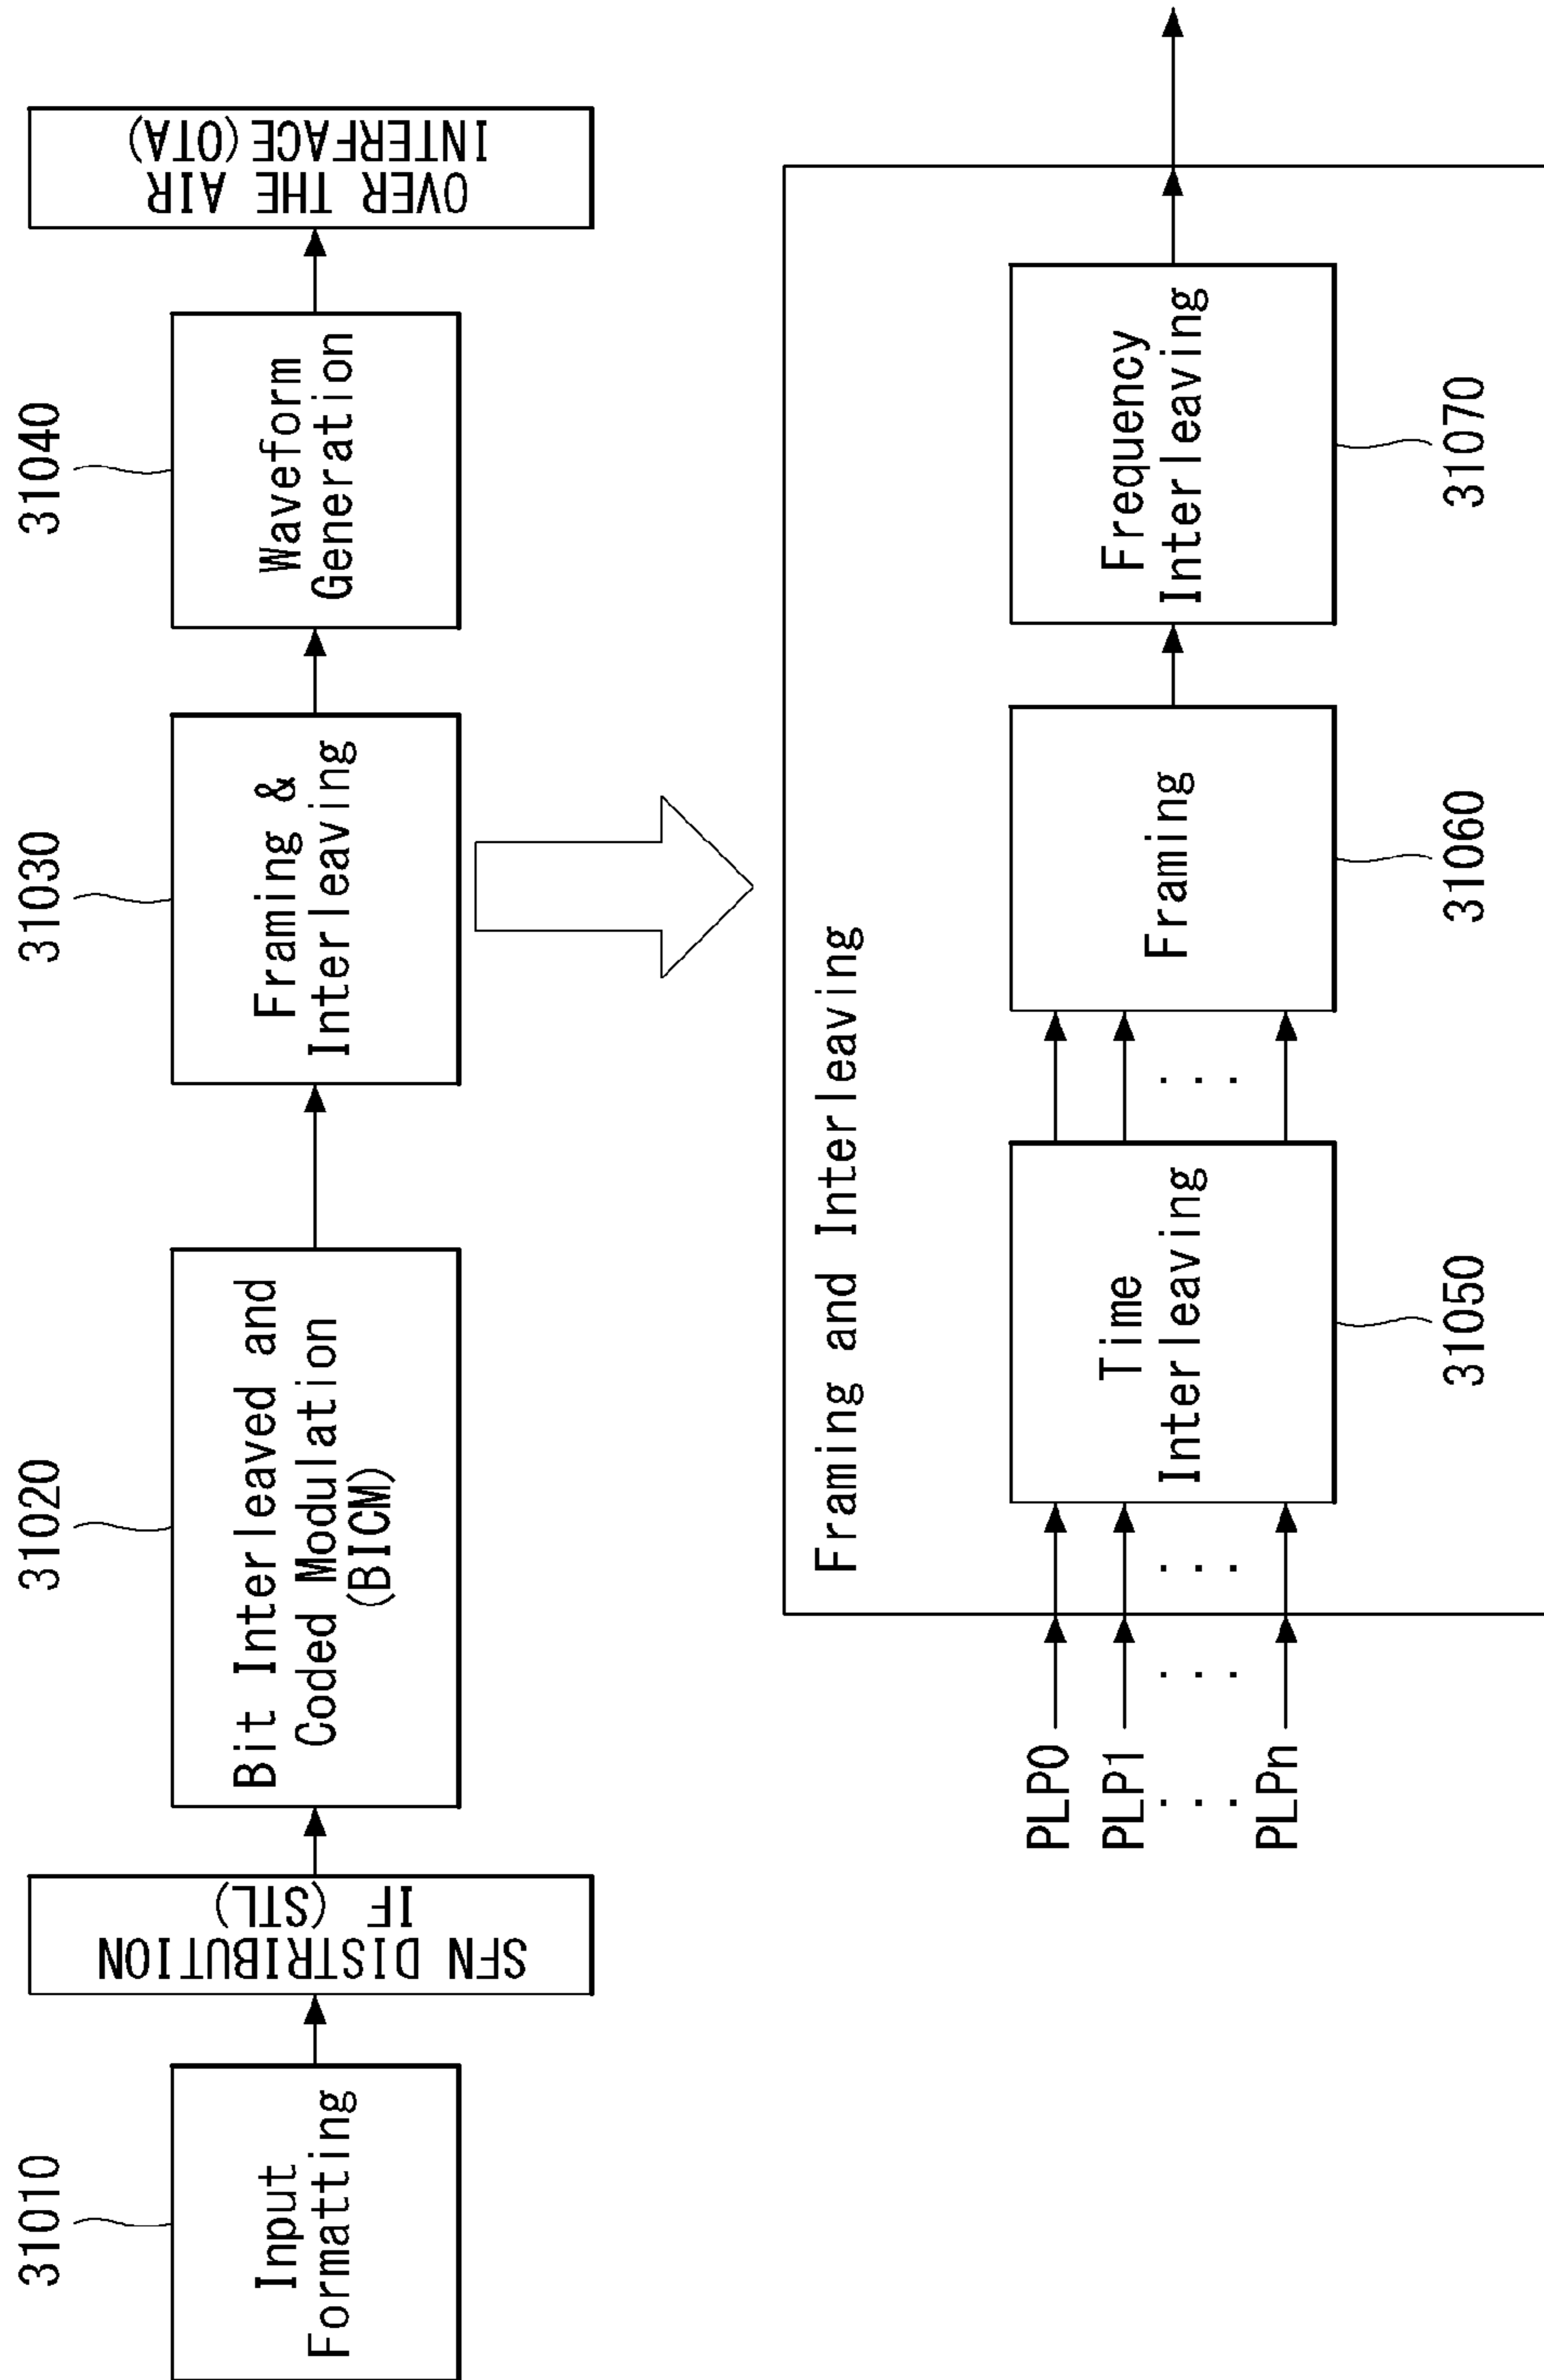 31010
31020
31030
31040
Input
Formatting
SFN DISTRIBUTION
IF (STL)
Bit Interleaved and
Coded Modulation
(BICM)
Framing &
Interleaving
Waveform
Generation
OVER THE AIR
INTERFACE(OTA)
Framing and Interleaving
PLP0
PLP1
. . .
PLPn
. . .
. . .
Time
Interleaving
. . .
Framing
Frequency
Interleaving
31050
31060
31070